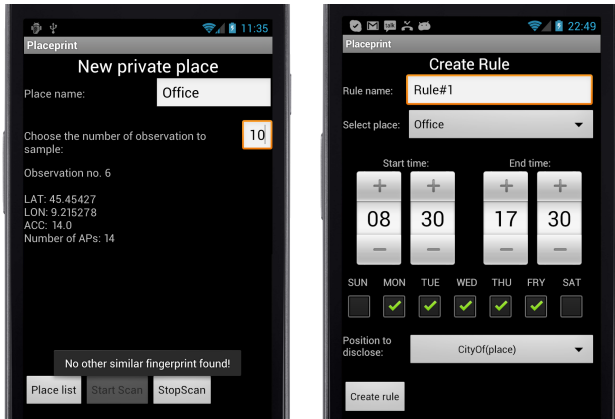 11:35
Placeprint
New private place
Place name:
Office
Choose the number of observation to
sample:
10
Observation no. 6
LAT: 45.45427
LON: 9.215278
ACC: 14.0
Number of APs: 14
No other similar fingerprint found!
Place list
Start Scan
StopScan
22:49
Placeprint
Create Rule
Rule name:
Rule#1
Select place:
Office
Start time:
End time:
+ + + +
08 30 17 30
— — — —
SUN MON TUE WED THU FRY SAT
Position to
disclose:
CityOf(place)
Create rule